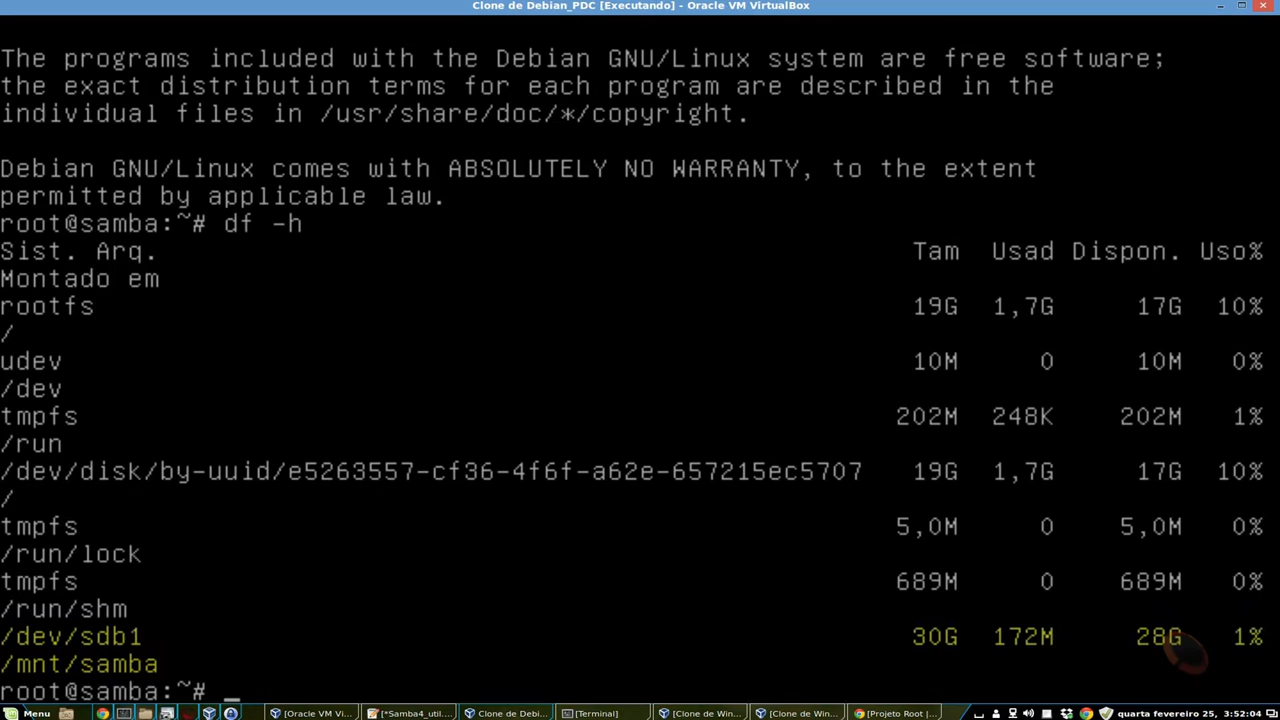 Clone de Debian_PDC [Executando] - Oracle VM VirtualBox
The programs included with the Debian GNU/Linux system are free software;
the exact distribution terms for each program are described in the
individual files in /usr/share/doc/*/copyright.
Debian GNU/Linux comes with ABSOLUTELY NO WARRANTY, to the extent
permitted by applicable law.
root@samba:~# df -h
Sist. Arq. Tam Usad Dispon. Uso%
Montado em
rootfs 19G 1,7G 17G 10%
/
udev 10M 0 10M 0%
/dev
tmpfs 202M 248K 202M 1%
/run
/dev/disk/by-uuid/e5263557-cf36-4f6f-a62e-657215ec5707 19G 1,7G 17G 10%
/
tmpfs 5,0M 0 5,0M 0%
/run/lock
tmpfs 689M 0 689M 0%
/run/shm
/dev/sdb1 30G 172M 28G 1%
/mnt/samba
root@samba:~# _
Menu [Oracle VM Vi... [*Samba4_util.... Clone de Debi... [Terminal] [Clone de Win... [Clone de Win... [Projeto Root |... quarta fevereiro 25, 3:52:04